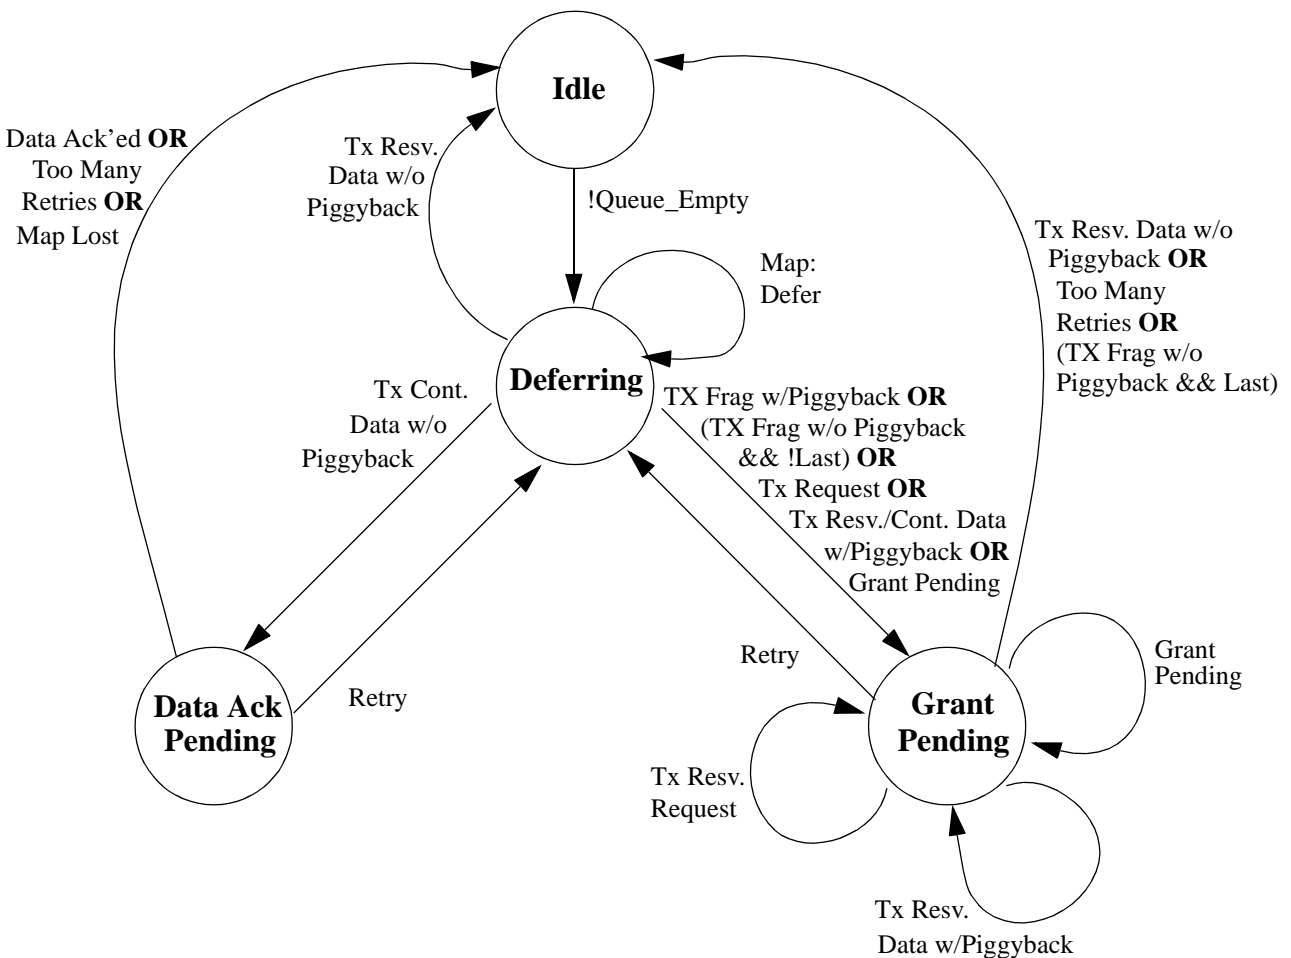 Idle
Data Ack’ed OR
Too Many
Retries OR
Map Lost
Tx Resv.
Data w/o
Piggyback
!Queue_Empty
Tx Resv. Data w/o
Piggyback OR
Too Many
Retries OR
(TX Frag w/o
Piggyback && Last)
Map:
Defer
Deferring
Tx Cont.
Data w/o
Piggyback
TX Frag w/Piggyback OR
(TX Frag w/o Piggyback
&& !Last) OR
Tx Request OR
Tx Resv./Cont. Data
w/Piggyback OR
Grant Pending
Data Ack
Pending
Retry
Retry
Grant
Pending
Grant
Pending
Tx Resv.
Request
Tx Resv.
Data w/Piggyback